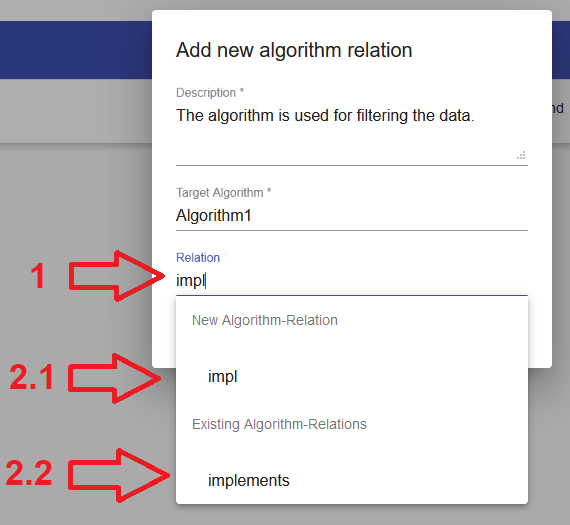 Add new algorithm relation
Description *
The algorithm is used for filtering the data.
nd
Target Algorithm *
Algorithm1
Relation
1
impl
New Algorithm-Relation
2.1
impl
Existing Algorithm-Relations
2.2
implements